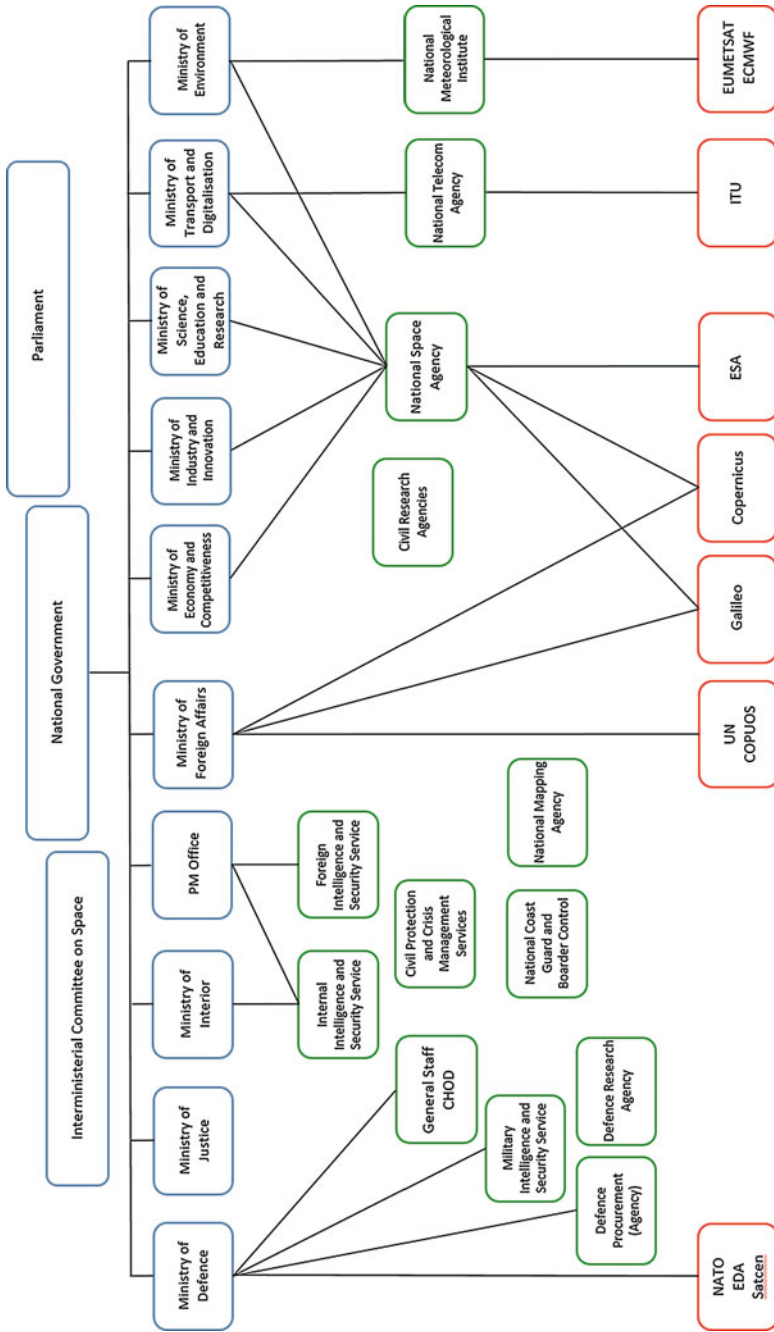 Parliament
National Government
Interministerial Committee on Space
Ministry of
Defence
Ministry of
Justice
Ministry of
Interior
PM Office
Ministry of
Foreign Affairs
Ministry of
Economy and
Competitiveness
Ministry of
Industry and
Innovation
Ministry of
Science,
Education and
Research
Ministry of
Transport and
Digitalisation
Ministry of
Environment
Internal
Intelligence and
Security Service
Foreign
Intelligence and
Security Service
General Staff
CHOD
Civil Protection
and Crisis
Management
Services
Civil Research
Agencies
National Space
Agency
National Telecom
Agency
National
Meteorological
Institute
Military
Intelligence and
Security Service
National Coast
Guard and
Boarder Control
National Mapping
Agency
Defence
Procurement
(Agency)
Defence Research
Agency
NATO
EDA
Satcen
UN
COPUOS
Galileo
Copernicus
ESA
ITU
EUMETSAT
ECMWF